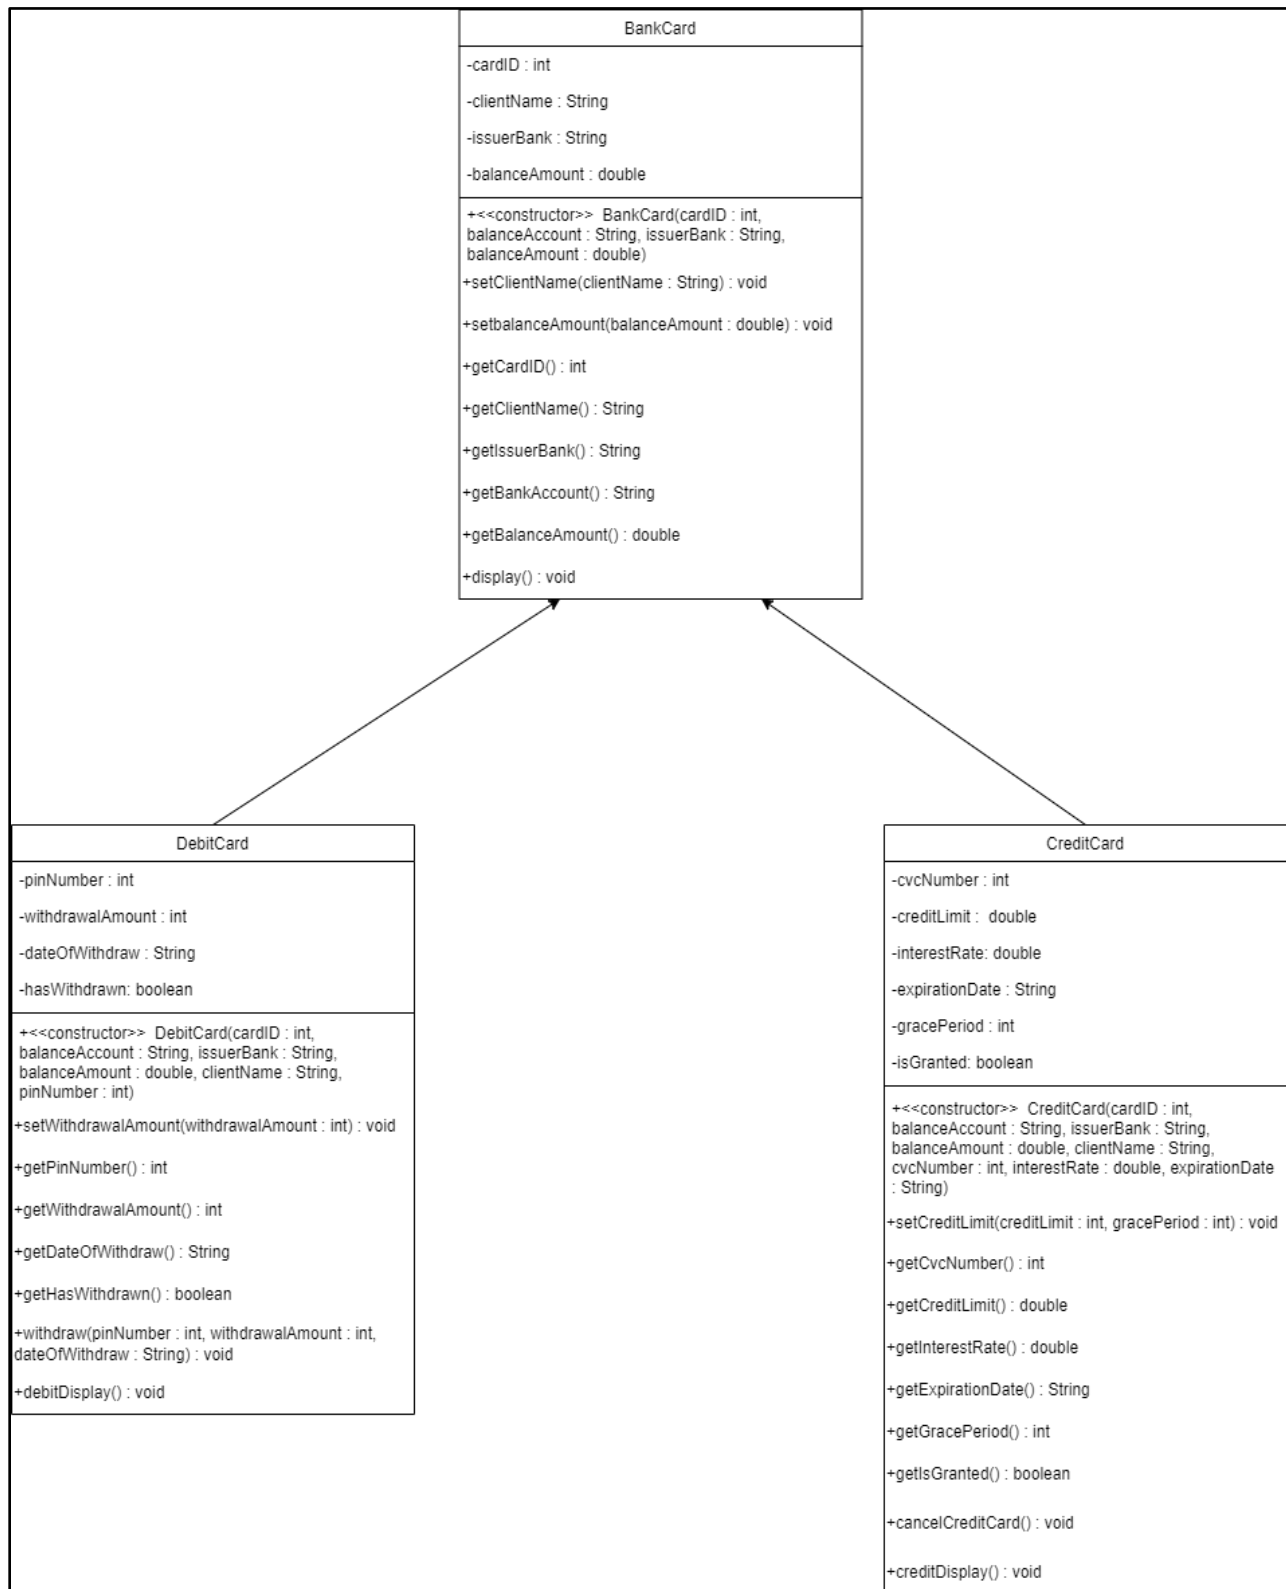 BankCard
-cardID : int
-clientName : String
-issuerBank : String
-balanceAmount : double
+<<constructor>> BankCard(cardID : int,
balanceAccount : String, issuerBank : String,
balanceAmount : double)
+setClientName(clientName : String) : void
+setbalanceAmount(balanceAmount : double) : void
+getCardID() : int
+getClientName() : String
+getIssuerBank() : String
+getBankAccount() : String
+getBalanceAmount() : double
+display() : void
DebitCard
-pinNumber : int
-withdrawalAmount : int
-dateOfWithdraw : String
-hasWithdrawn: boolean
+<<constructor>> DebitCard(cardID : int,
balanceAccount : String, issuerBank : String,
balanceAmount : double, clientName : String,
pinNumber : int)
+setWithdrawalAmount(withdrawalAmount : int) : void
+getPinNumber() : int
+getWithdrawalAmount() : int
+getDateOfWithdraw() : String
+getHasWithdrawn() : boolean
+withdraw(pinNumber : int, withdrawalAmount : int,
dateOfWithdraw : String) : void
+debitDisplay() : void
CreditCard
-cvcNumber : int
-creditLimit : double
-interestRate: double
-expirationDate : String
-gracePeriod : int
-isGranted: boolean
+<<constructor>> CreditCard(cardID : int,
balanceAccount : String, issuerBank : String,
balanceAmount : double, clientName : String,
cvcNumber : int, interestRate : double, expirationDate
: String)
+setCreditLimit(creditLimit : int, gracePeriod : int) : void
+getCvcNumber() : int
+getCreditLimit() : double
+getInterestRate() : double
+getExpirationDate() : String
+getGracePeriod() : int
+getIsGranted() : boolean
+cancelCreditCard() : void
+creditDisplay() : void